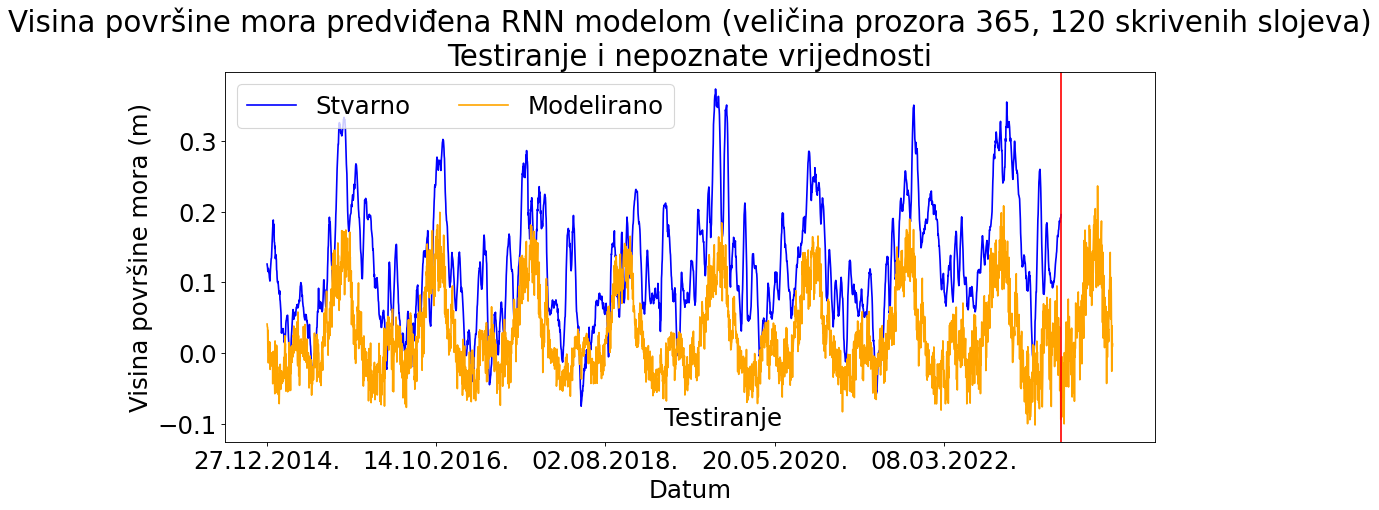 Visina površine mora predviđena RNN modelom (veličina prozora 365, 120 skrivenih slojeva)
Testiranje i nepoznate vrijednosti
Stvarno Modelirano
Visina površine mora (m)
0.3
0.2
0.1
0.0
−0.1
Testiranje
27.12.2014. 14.10.2016. 02.08.2018. 20.05.2020. 08.03.2022.
Datum